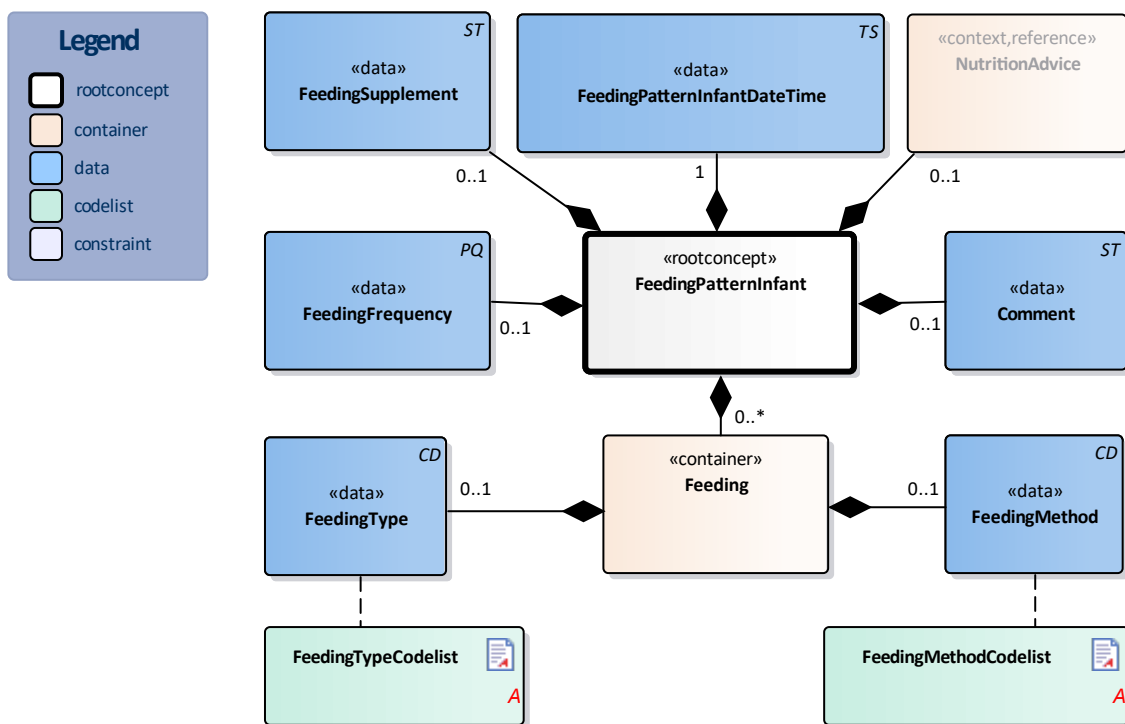 Legend
rootconcept
container
data
codelist
constraint
ST
«data»
FeedingSupplement
TS
«data»
FeedingPatternInfantDateTime
«context,reference»
NutritionAdvice
0..1
1
0..1
PQ
«data»
FeedingFrequency
0..1
«rootconcept»
FeedingPatternInfant
ST
«data»
Comment
0..1
0..*
CD
«data»
FeedingType
0..1
«container»
Feeding
0..1
CD
«data»
FeedingMethod
FeedingTypeCodelist
A
FeedingMethodCodelist
A